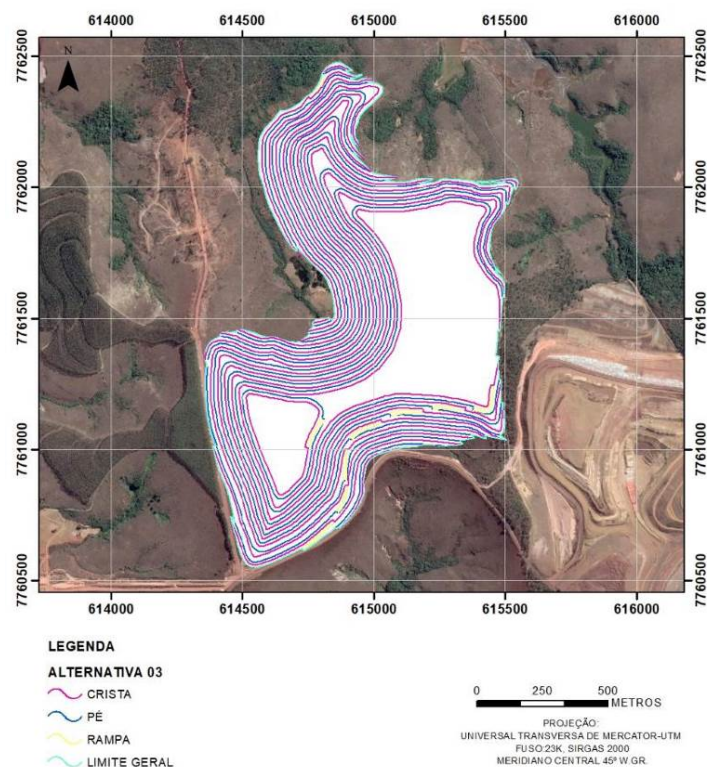 614000 614500 615000 615500 616000
7762500 7762500
N
7762000 7762000
7761500 7761500
7761000 7761000
7760500 7760500
614000 614500 615000 615500 616000
LEGENDA
ALTERNATIVA 03
CRISTA
PÉ
RAMPA
LIMITE GERAL
0 250 500
METROS
PROJEÇÃO:
UNIVERSAL TRANSVERSA DE MERCATOR-UTM
FUSO:23K, SIRGAS 2000
MERIDIANO CENTRAL 45º W.GR.